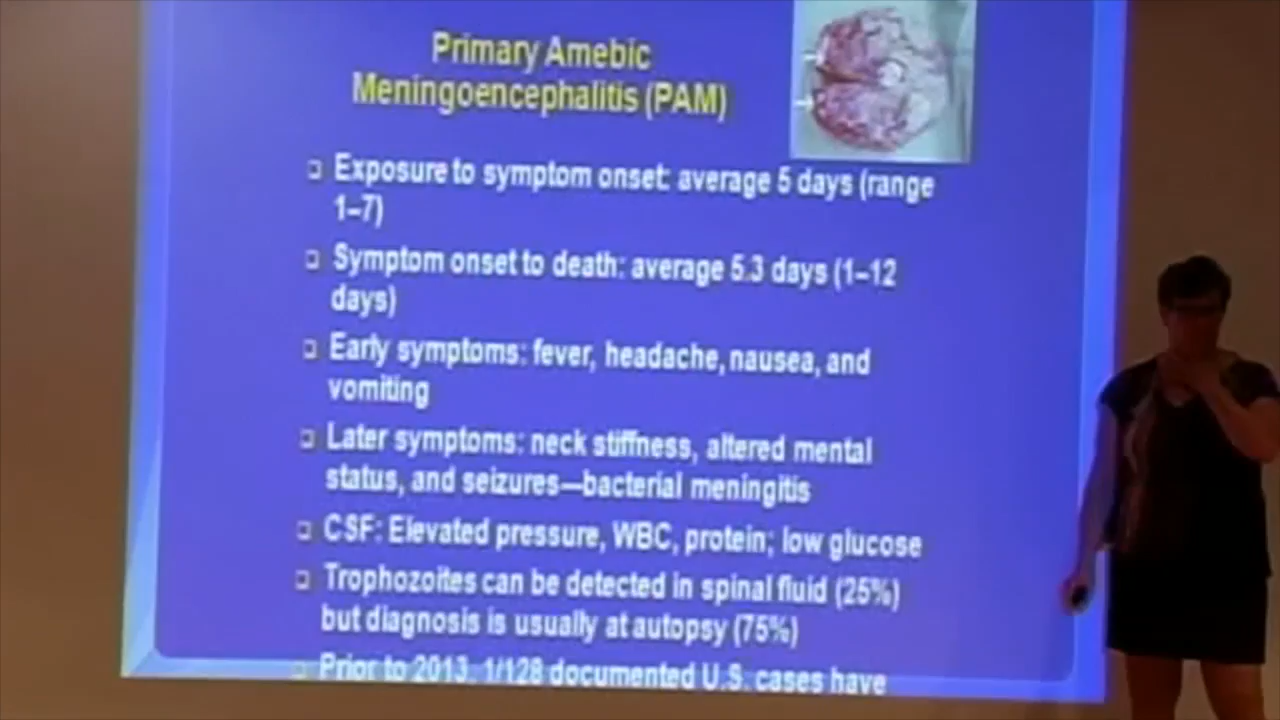 Primary Amebic
Meningoencephalitis (PAM)
Exposure to symptom onset: average 5 days (range
1–7)
Symptom onset to death: average 5.3 days (1–12
days)
Early symptoms: fever, headache, nausea, and
vomiting
Later symptoms: neck stiffness, altered mental
status, and seizures—bacterial meningitis
CSF: Elevated pressure, WBC, protein; low glucose
Trophozoites can be detected in spinal fluid (25%)
but diagnosis is usually at autopsy (75%)
Prior to 2013, 1/128 documented U.S. cases have